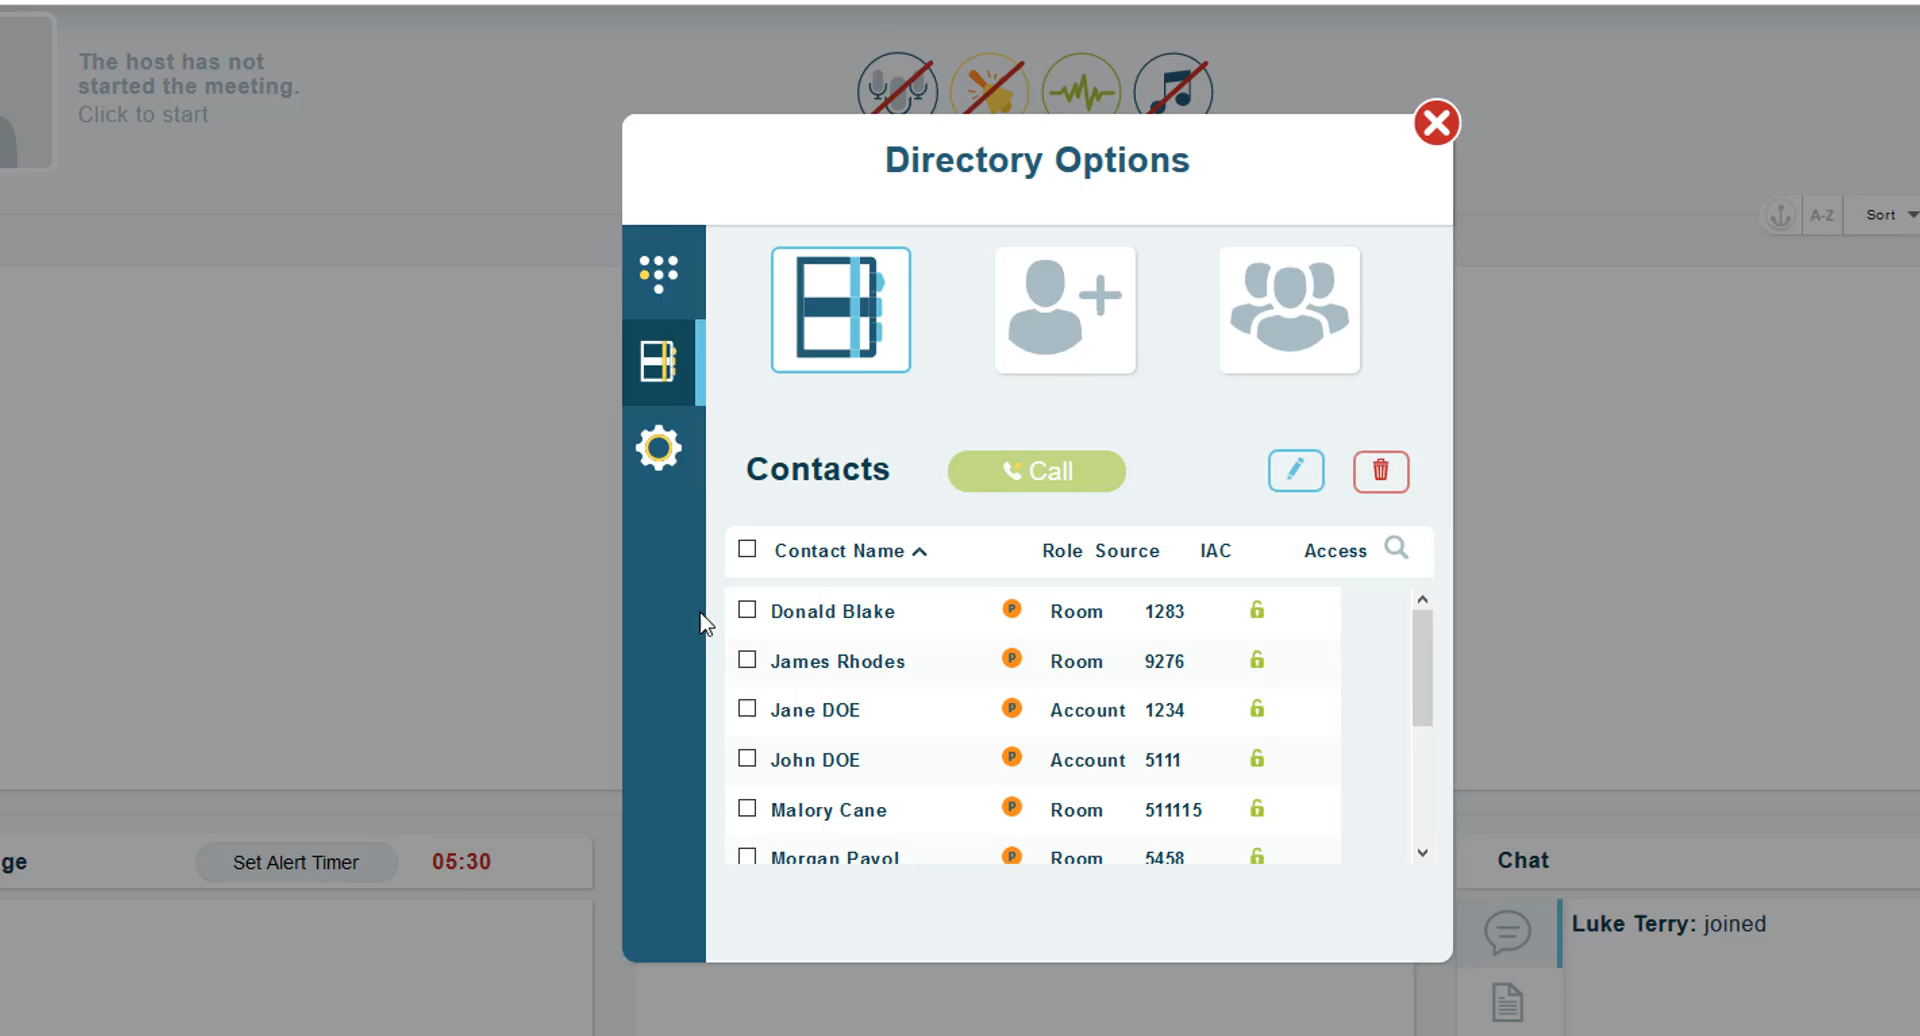 The host has not
started the meeting.
Click to start
Directory Options
A-Z Sort
Contacts Call
Contact Name Role Source IAC Access
Donald Blake P Room 1283
James Rhodes P Room 9276
Jane DOE P Account 1234
John DOE P Account 5111
Malory Cane P Room 511115
Morgan Payol P Room 5458
ge Set Alert Timer 05:30
Chat
Luke Terry: joined